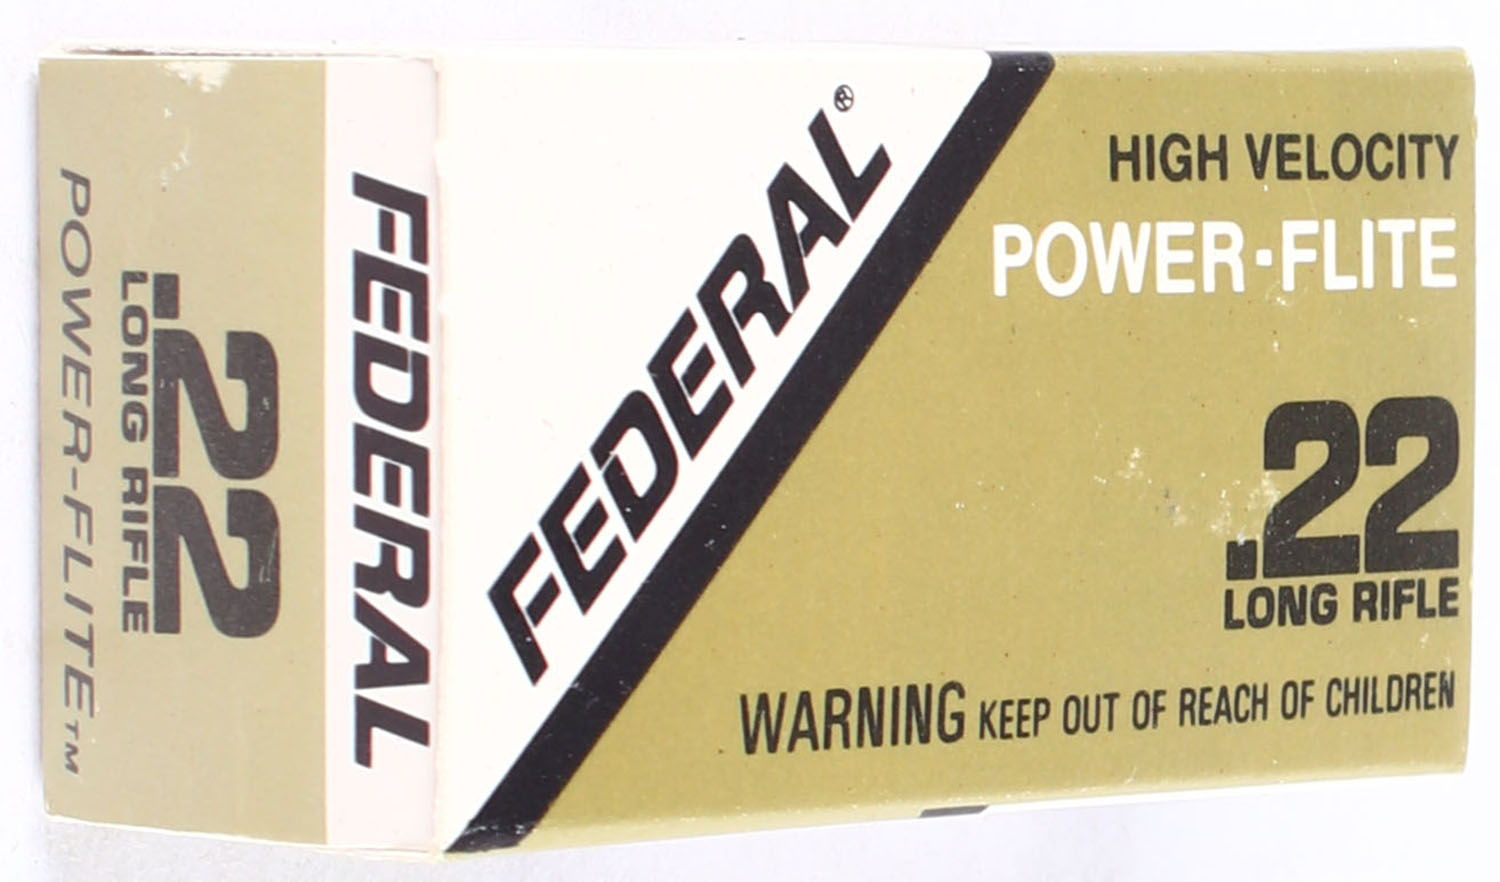 FEDERAL®
HIGH VELOCITY
POWER·FLITE
.22
LONG RIFLE
WARNING KEEP OUT OF REACH OF CHILDREN
FEDERAL
.22
LONG RIFLE
POWER-FLITE™